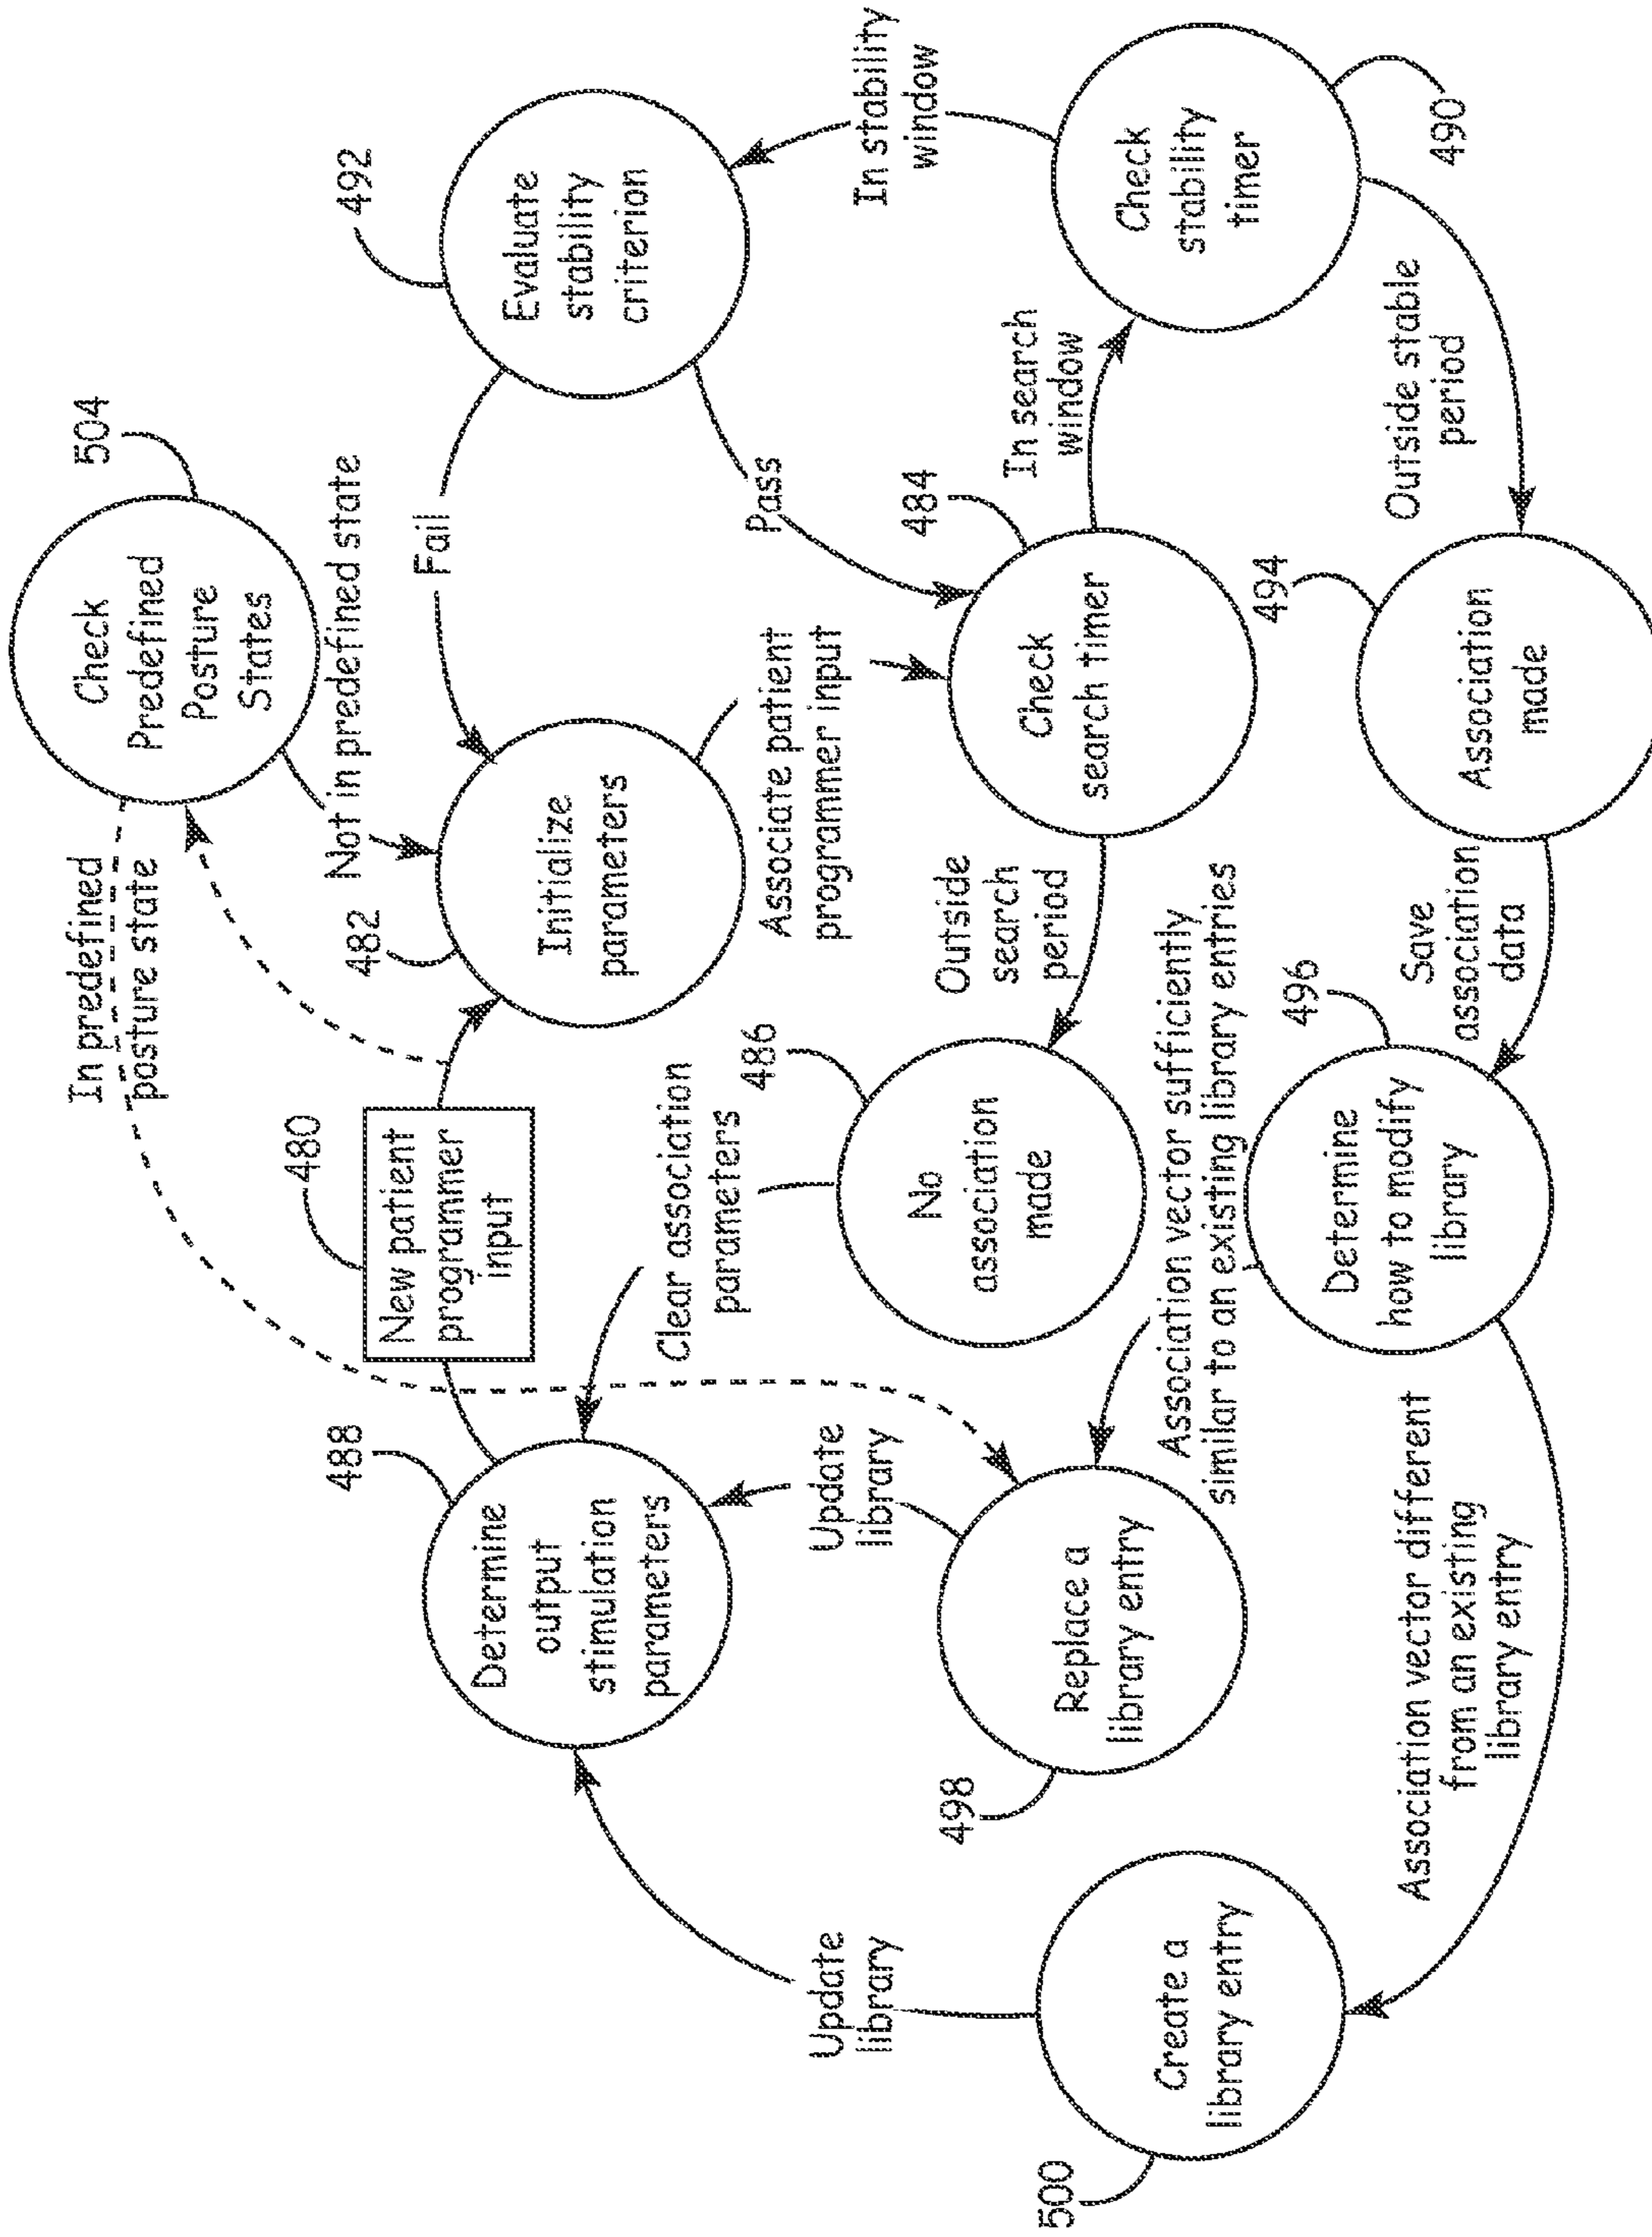 504
Check
Predefined
Posture
States
In predefined
posture state
Not in predefined state
492
Evaluate
stability
criterion
Fail
Pass
In stability
window
480
New patient
programmer
input
482
Initialize
parameters
Associate patient
programmer input
488
Determine
output
stimulation
parameters
Clear association
parameters
486
No
association
made
Outside
search
period
484
Check
search timer
In search
window
Check
stability
timer
490
Outside stable
period
494
Association
made
Save
association
data
496
Determine
how to modify
library
Association vector sufficiently
similar to an existing library entries
Update
library
Replace a
library entry
498
Association vector different
from an existing
library entry
Update
library
Create a
library entry
500